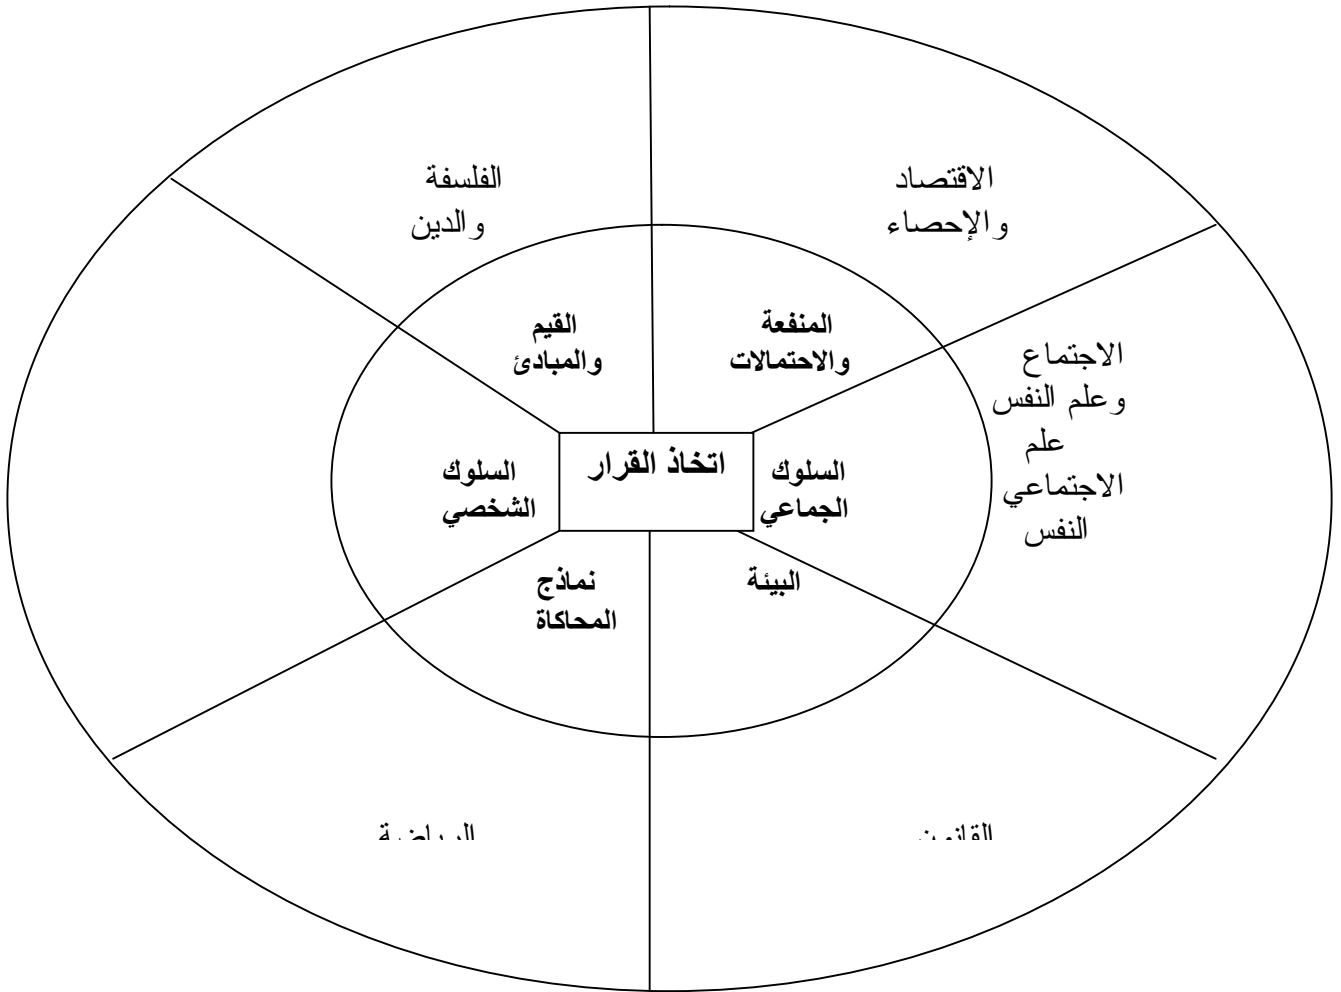 الاقتصاد
والإحصاء
الفلسفة
والدين
المنفعة
والاحتمالات
القيم
والمبادئ
الاجتماع
وعلم النفس
علم
الاجتماعي
النفس
اتخاذ القرار
السلوك
الجماعي
السلوك
الشخصي
البيئة
نماذج
المحاكاة